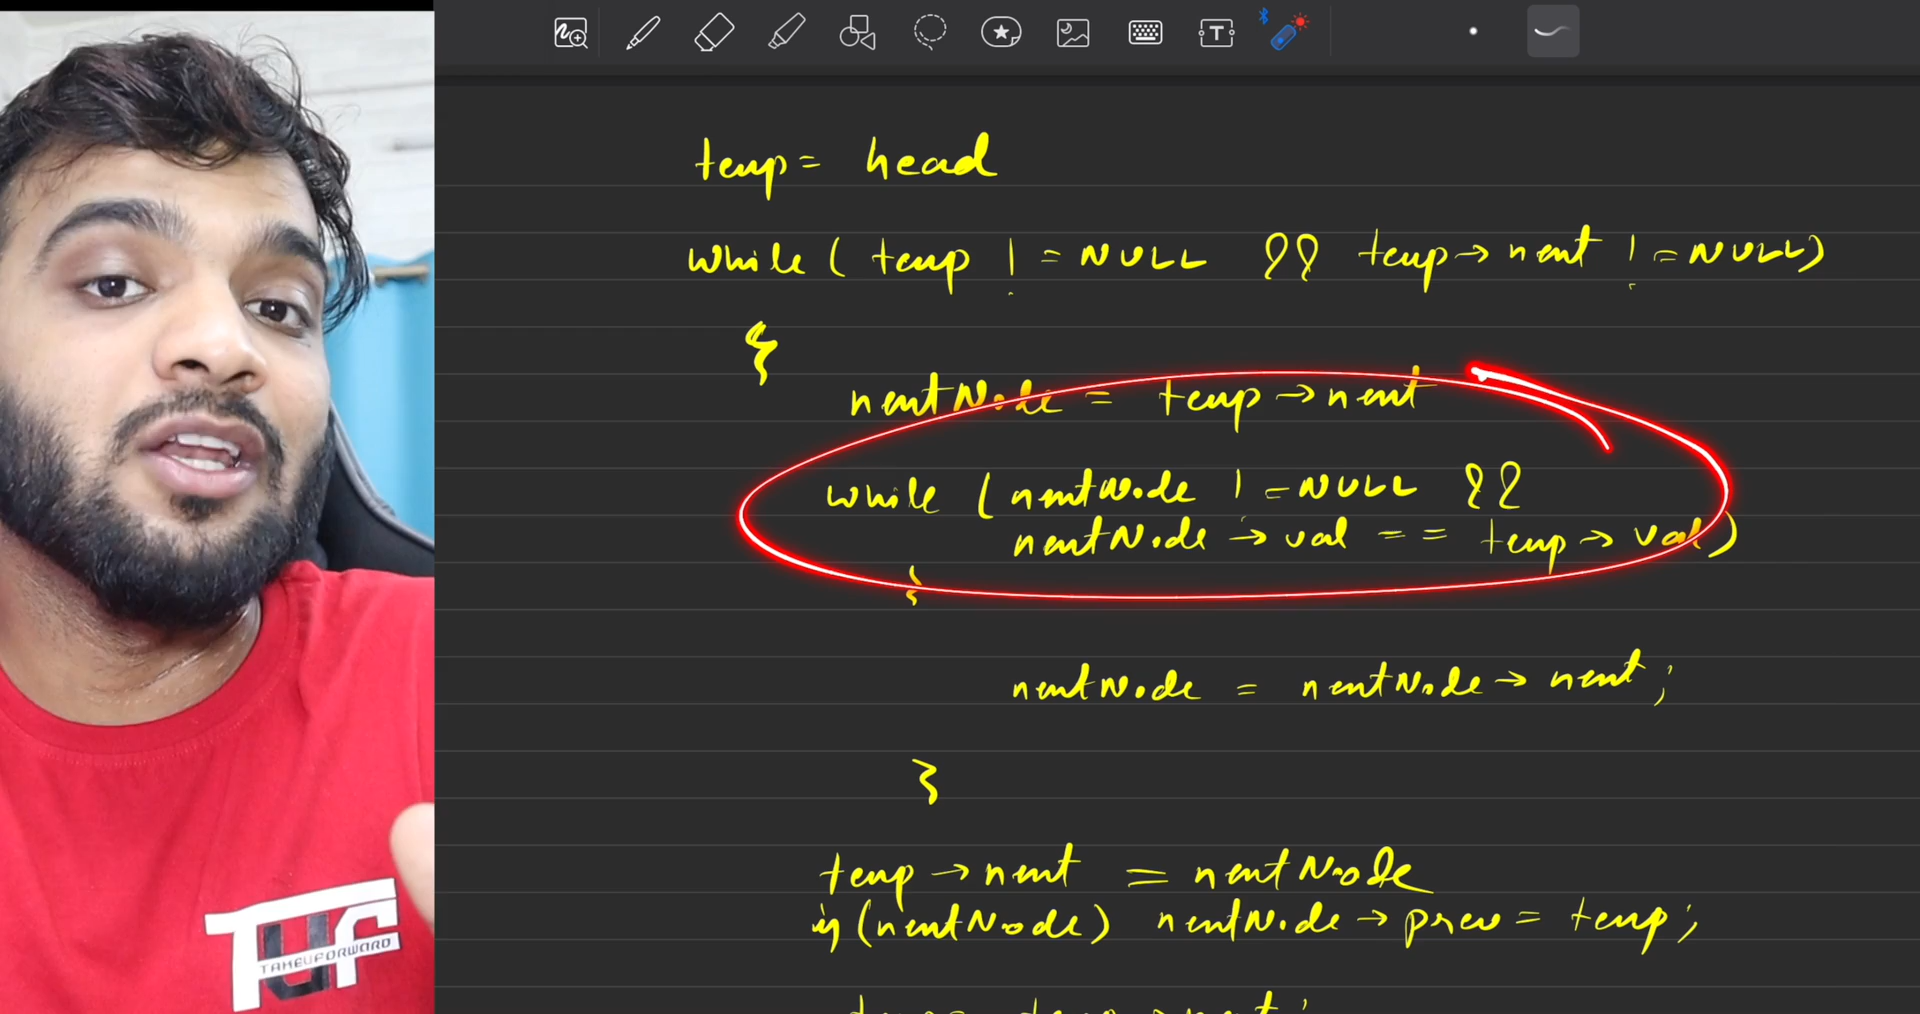 temp = head
while ( temp != NULL && temp → next != NULL )
{
nextNode = temp → next
while ( nextNode != NULL &&
nextNode → val == temp → val )
{
nextNode = nextNode → next ;
}
temp → next = nextNode
if (nextNode) nextNode → prev = temp ;
TUF
TAKEUFORWARD
T